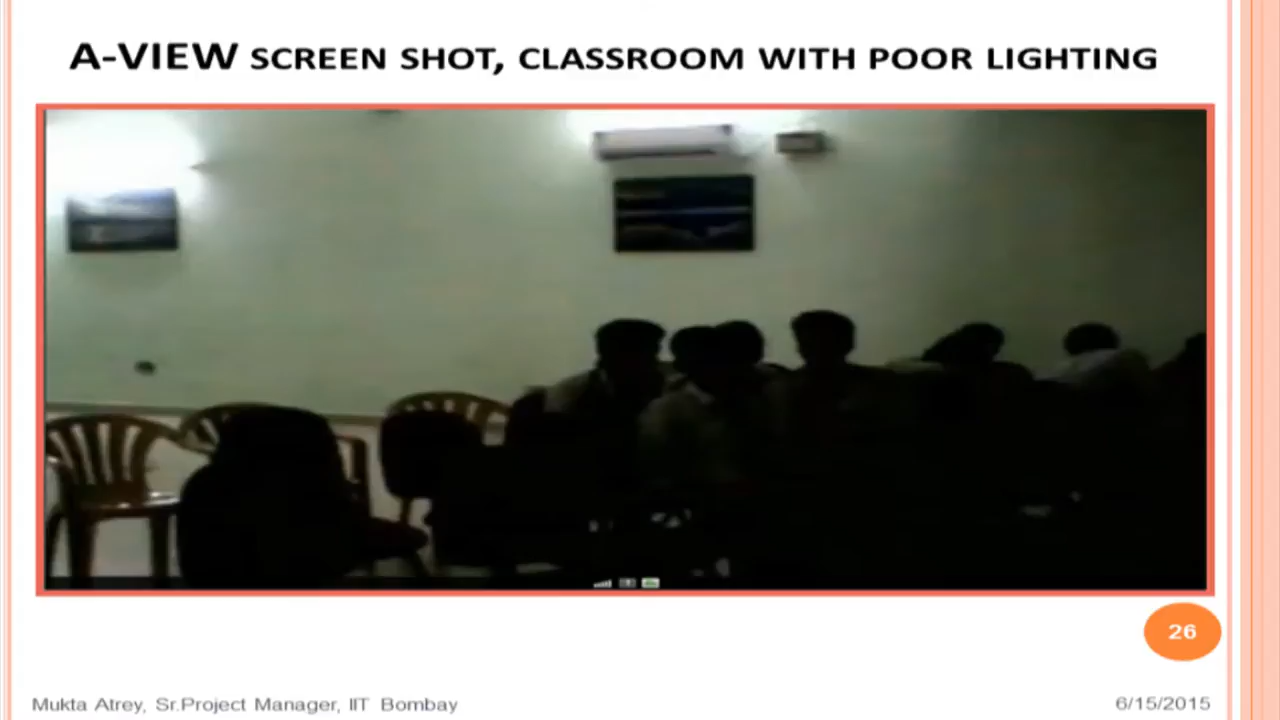 A-VIEW SCREEN SHOT, CLASSROOM WITH POOR LIGHTING
26
Mukta Atrey, Sr.Project Manager, IIT Bombay
6/15/2015